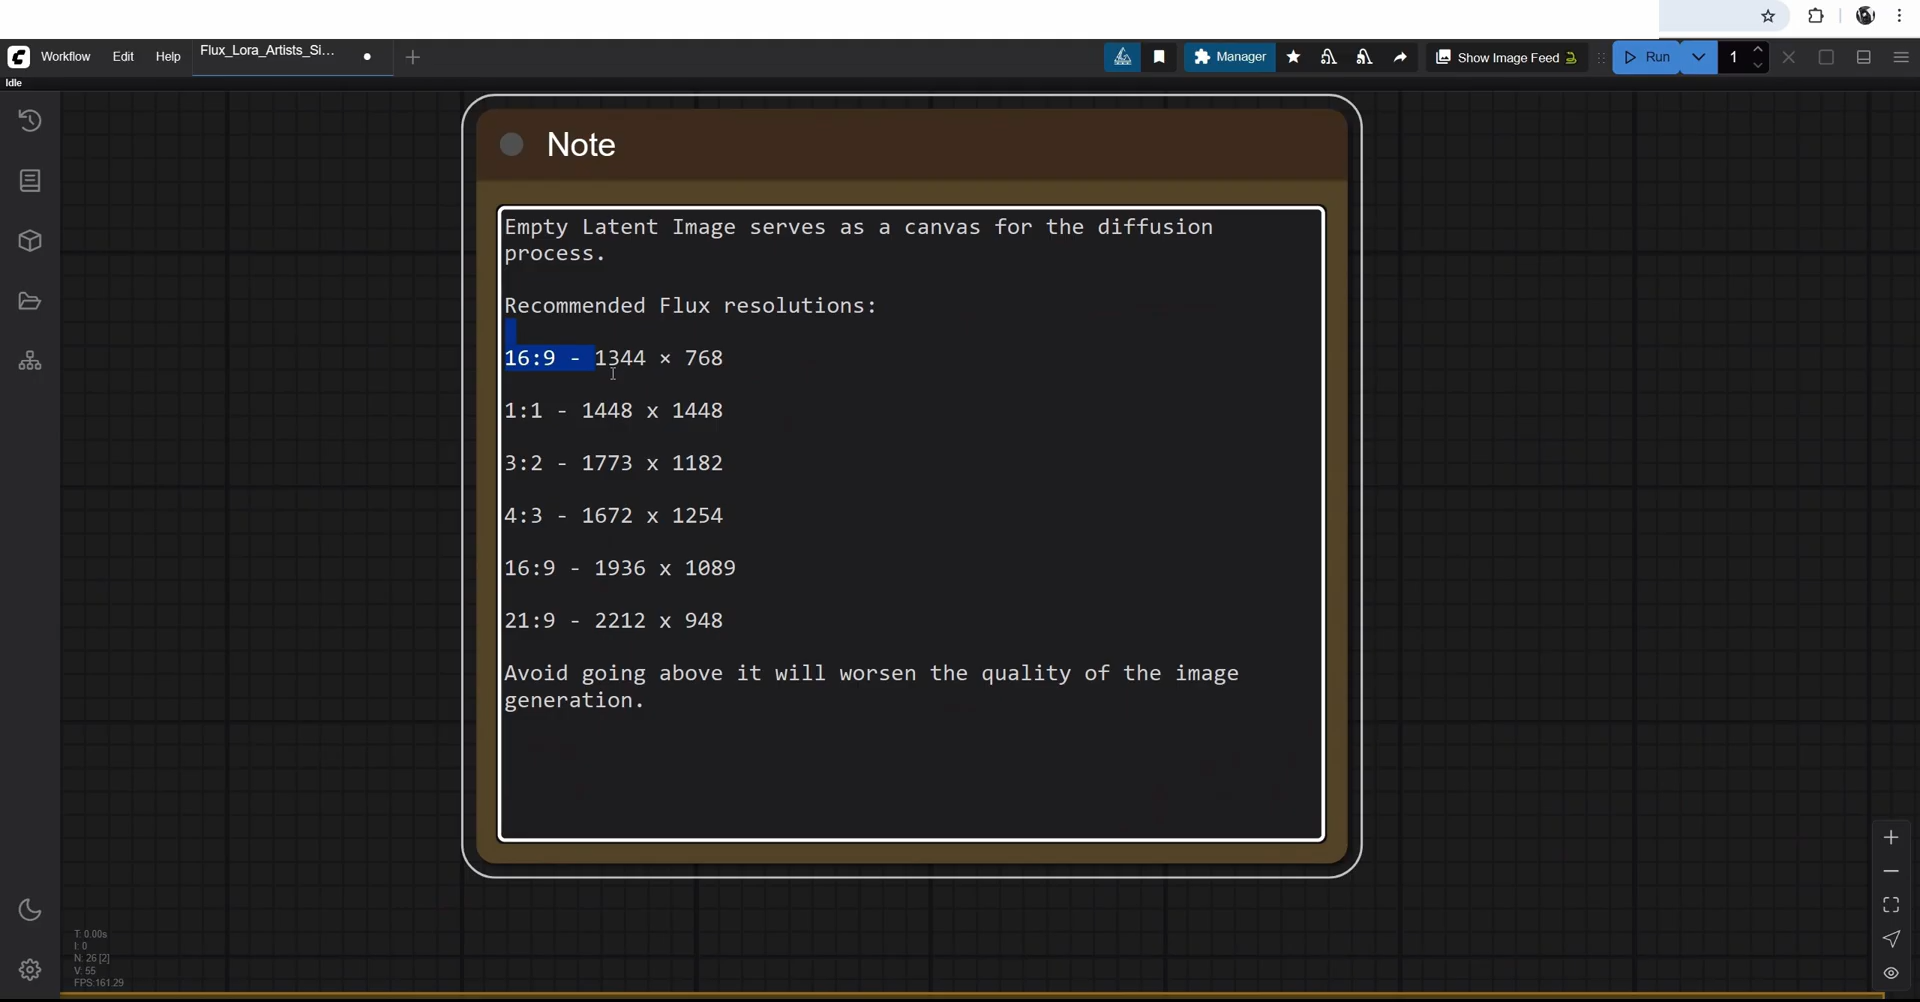 Workflow Edit Help Flux_Lora_Artists_Si... Manager Show Image Feed Run 1
Idle
Note
Empty Latent Image serves as a canvas for the diffusion
process.
Recommended Flux resolutions:
16:9 - 1344 × 768
1:1 - 1448 x 1448
3:2 - 1773 x 1182
4:3 - 1672 x 1254
16:9 - 1936 x 1089
21:9 - 2212 x 948
Avoid going above it will worsen the quality of the image
generation.
T: 0.00s
I: 0
N: 26 [2]
V: 55
FPS:161.29